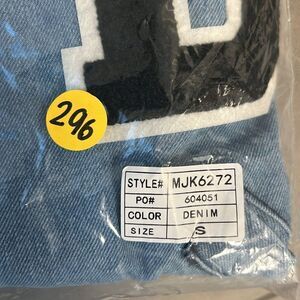 296
STYLE# MJK6272
PO# 604051
COLOR DENIM
SIZE S